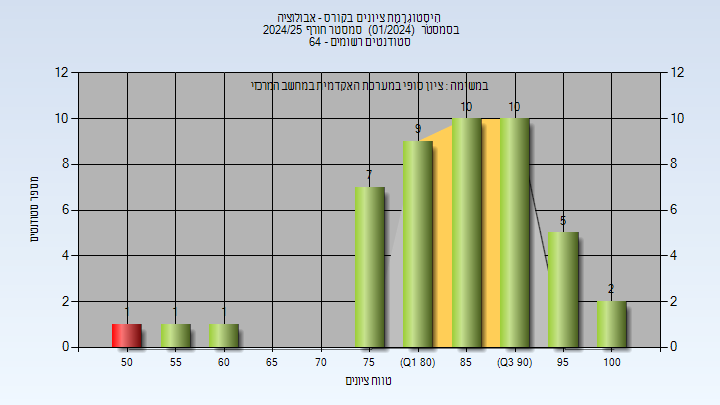 היסטוגרמת ציונים בקורס - אבולוציה
בסמסטר (01/2024) סמסטר חורף 2024/25
סטודנטים רשומים - 64
במשימה : ציון סופי במערכת האקדמית במחשב המרכזי
מספר סטודנטים
12 12
10 10
8 8
6 6
4 4
2 2
0 0
1 1 1 7 9 10 10 5 2
50 55 60 65 70 75 (Q1 80) 85 (Q3 90) 95 100
טווח ציונים